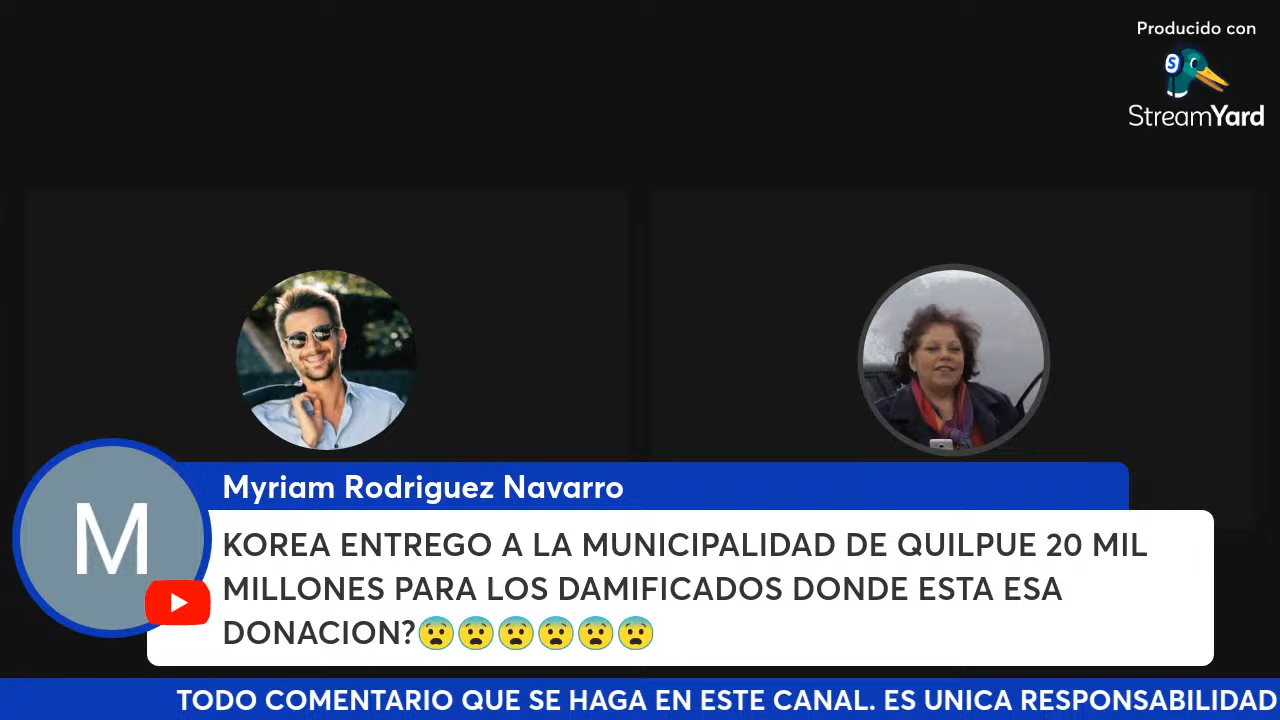 Producido con
S
StreamYard
M
Myriam Rodriguez Navarro
KOREA ENTREGO A LA MUNICIPALIDAD DE QUILPUE 20 MIL
MILLONES PARA LOS DAMIFICADOS DONDE ESTA ESA
DONACION?😨😨😨😨😨😨
TODO COMENTARIO QUE SE HAGA EN ESTE CANAL. ES UNICA RESPONSABILIDAD